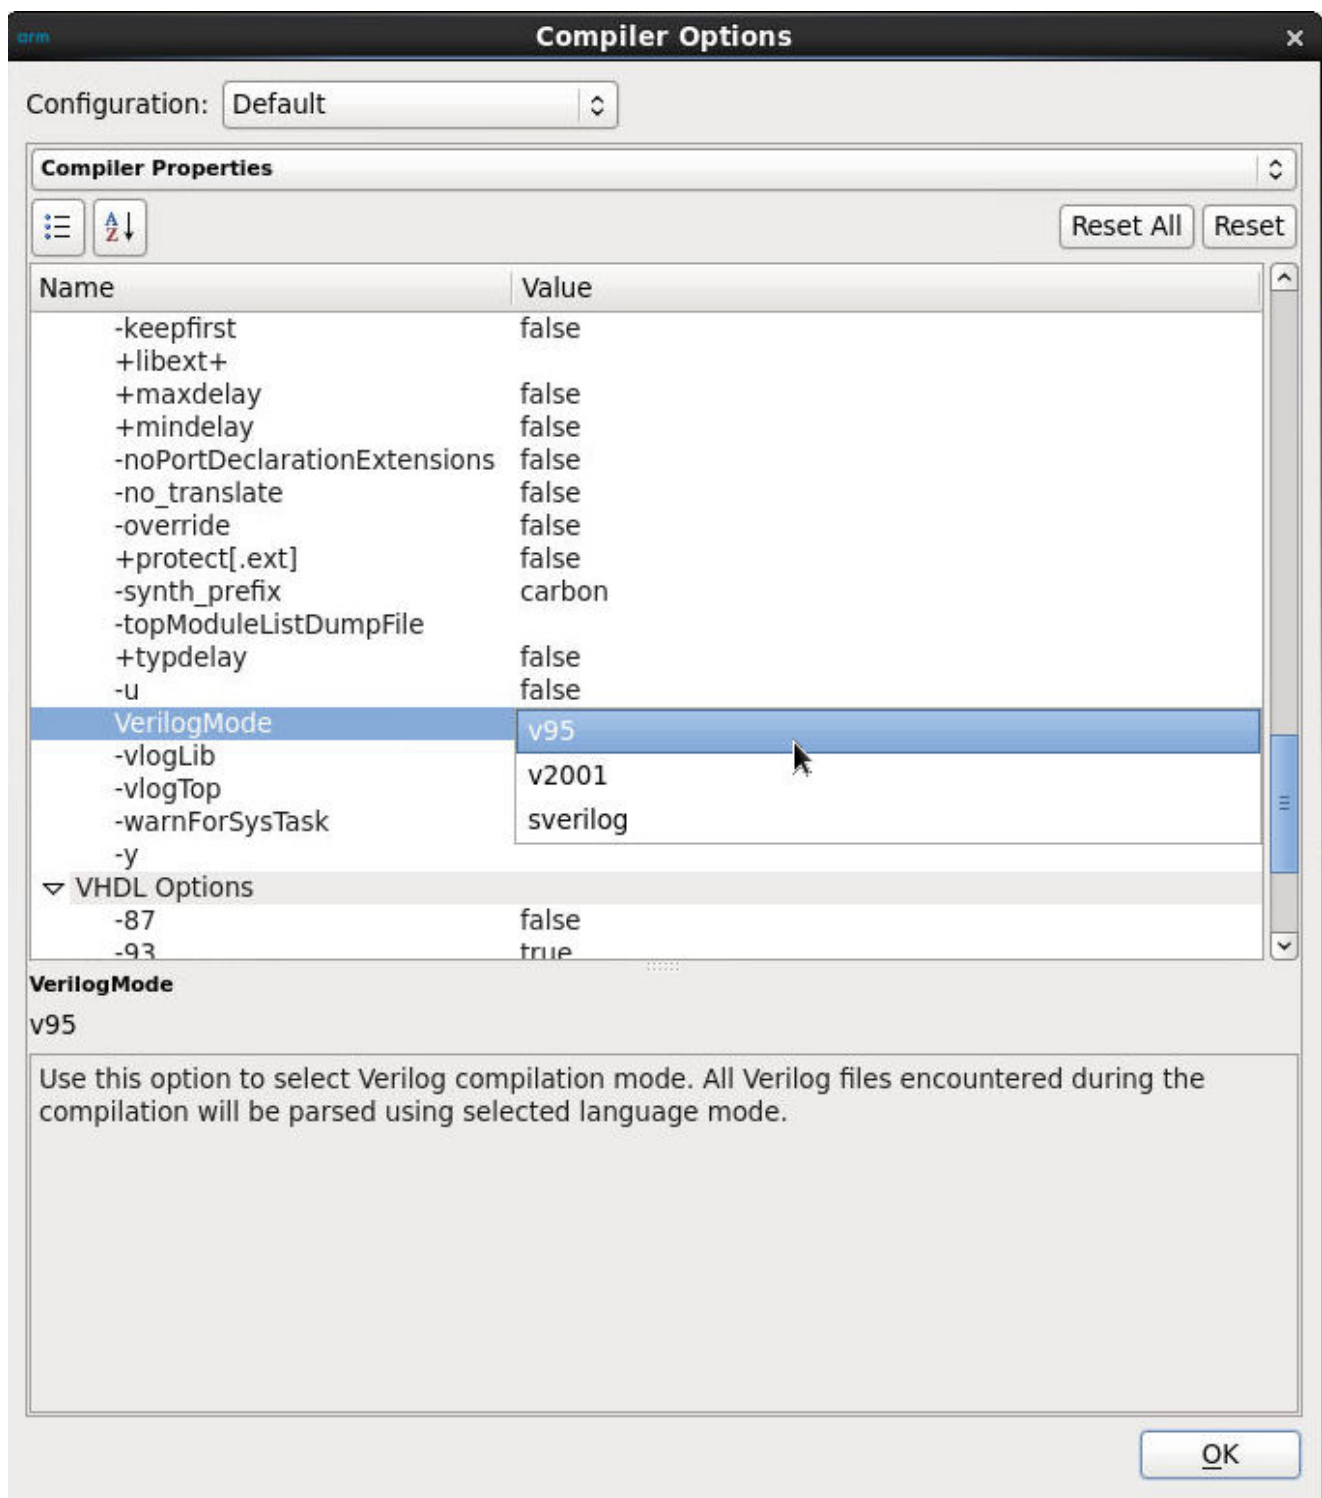 arm Compiler Options
Configuration: Default
Compiler Properties
A Z Reset All Reset
Name Value
-keepfirst false
+libext+
+maxdelay false
+mindelay false
-noPortDeclarationExtensions false
-no_translate false
-override false
+protect[.ext] false
-synth_prefix carbon
-topModuleListDumpFile
+typdelay false
-u false
VerilogMode v95
-vlogLib v2001
-vlogTop
-warnForSysTask sverilog
-y
VHDL Options
-87 false
-93 true
VerilogMode
v95
Use this option to select Verilog compilation mode. All Verilog files encountered during the
compilation will be parsed using selected language mode.
OK